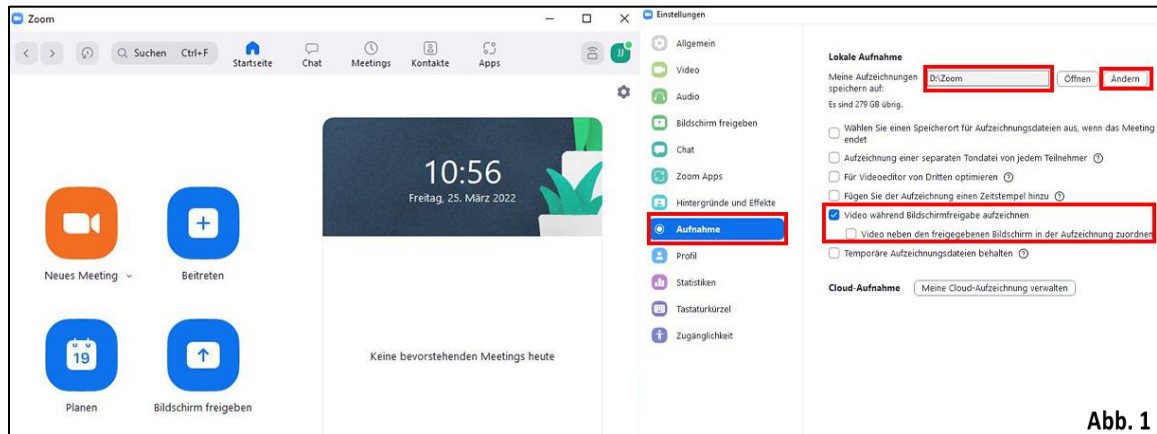 Zoom
Suchen Ctrl+F
Startseite
Chat
Meetings
Kontakte
Apps
JJ
10:56
Freitag, 25. März 2022
Neues Meeting
Beitreten
19
Planen
Bildschirm freigeben
Keine bevorstehenden Meetings heute
Einstellungen
Allgemein
Video
Audio
Bildschirm freigeben
Chat
Zoom Apps
Hintergründe und Effekte
Aufnahme
Profil
Statistiken
Tastaturkürzel
Zugänglichkeit
Lokale Aufnahme
Meine Aufzeichnungen
speichern auf:
D:\Zoom
Öffnen
Ändern
Es sind 279 GB übrig.
Wählen Sie einen Speicherort für Aufzeichnungsdateien aus, wenn das Meeting
endet
Aufzeichnung einer separaten Tondatei von jedem Teilnehmer
Für Videoeditor von Dritten optimieren
Fügen Sie der Aufzeichnung einen Zeitstempel hinzu
Video während Bildschirmfreigabe aufzeichnen
Video neben den freigegebenen Bildschirm in der Aufzeichnung zuordnen
Temporäre Aufzeichnungsdateien behalten
Cloud-Aufnahme
Meine Cloud-Aufzeichnung verwalten
Abb. 1